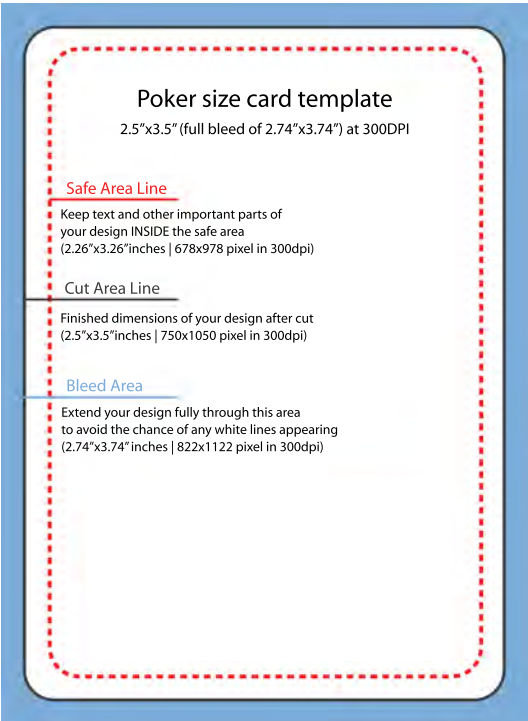 Poker size card template
2.5”x3.5” (full bleed of 2.74”x3.74”) at 300DPI
Safe Area Line
Keep text and other important parts of
your design INSIDE the safe area
(2.26”x3.26”inches | 678x978 pixel in 300dpi)
Cut Area Line
Finished dimensions of your design after cut
(2.5”x3.5”inches | 750x1050 pixel in 300dpi)
Bleed Area
Extend your design fully through this area
to avoid the chance of any white lines appearing
(2.74”x3.74” inches | 822x1122 pixel in 300dpi)